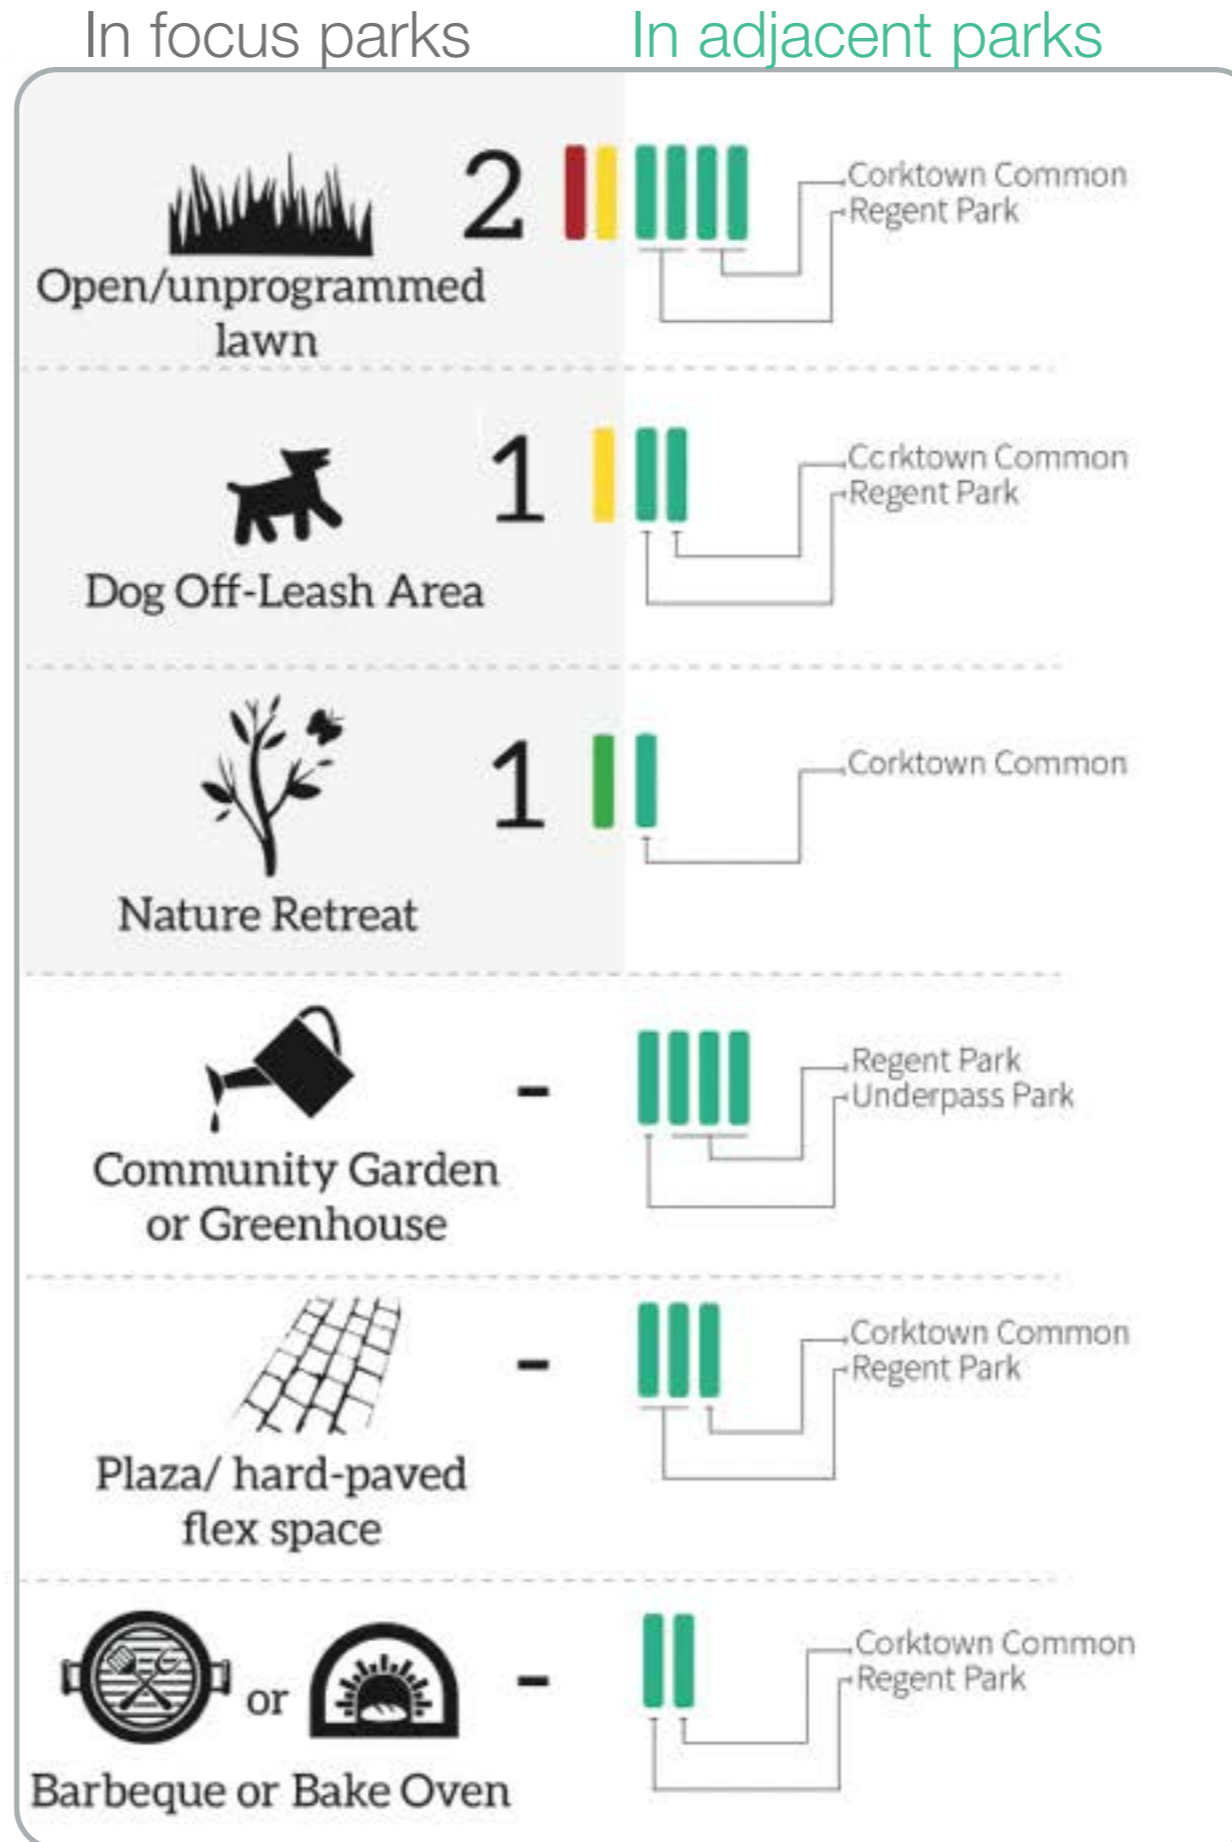 In focus parks In adjacent parks
2
Corktown Common
Regent Park
Open/unprogrammed
lawn
1
Ccrktown Common
Regent Park
Dog Off-Leash Area
1
Corktown Common
Nature Retreat
-
Regent Park
Underpass Park
Community Garden
or Greenhouse
-
Corktown Common
Regent Park
Plaza/ hard-paved
flex space
or
-
Corktown Common
Regent Park
Barbeque or Bake Oven